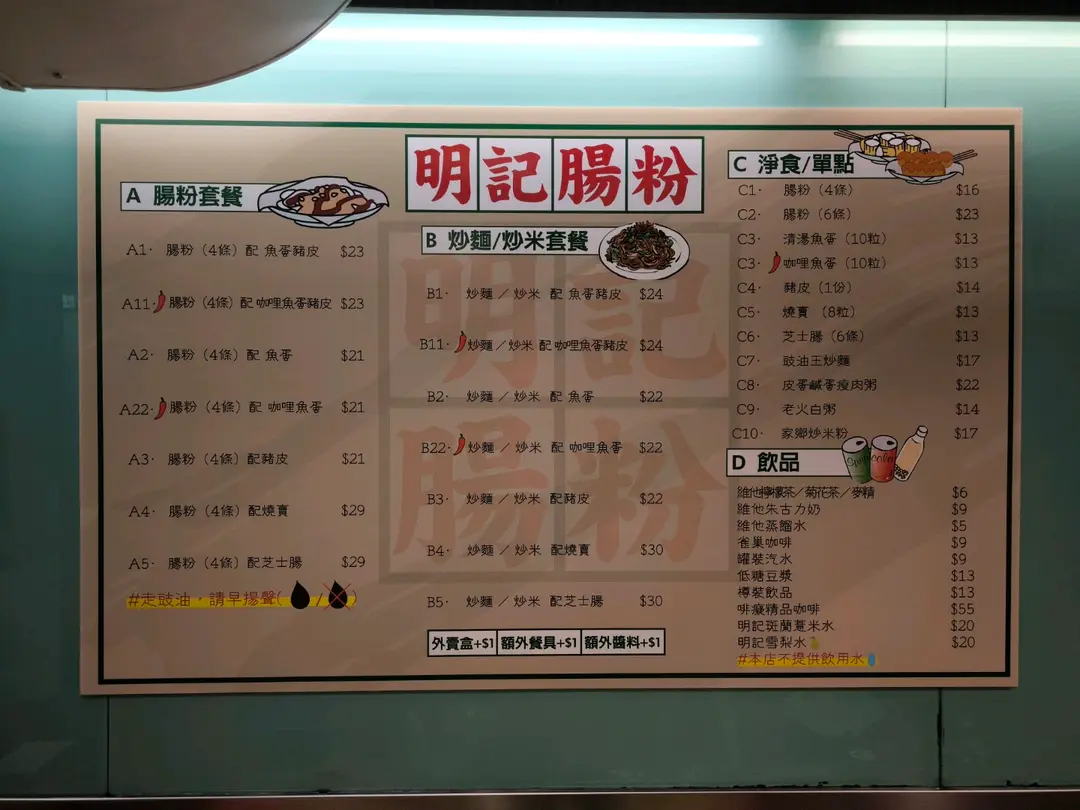 明記腸粉
A 腸粉套餐
A1· 腸粉（4條）配 魚蛋豬皮 $23
A11· 腸粉（4條）配 咖哩魚蛋豬皮 $23
A2· 腸粉（4條）配 魚蛋 $21
A22· 腸粉（4條）配 咖哩魚蛋 $21
A3· 腸粉（4條）配豬皮 $21
A4· 腸粉（4條）配燒賣 $29
A5· 腸粉（4條）配芝士腸 $29
#走豉油，請早揚聲( / )
B 炒麵/炒米套餐
B1· 炒麵／炒米 配 魚蛋豬皮 $24
B11· 炒麵／炒米 配 咖哩魚蛋豬皮 $24
B2· 炒麵／炒米 配 魚蛋 $22
B22· 炒麵／炒米 配 咖哩魚蛋 $22
B3· 炒麵／炒米 配豬皮 $22
B4· 炒麵／炒米 配燒賣 $30
B5· 炒麵／炒米 配芝士腸 $30
外賣盒+$1 額外餐具+$1 額外醬料+$1
明記
腸粉
C 淨食/單點
C1· 腸粉（4條） $16
C2· 腸粉（6條） $23
C3· 清湯魚蛋（10粒） $13
C3· 咖哩魚蛋（10粒） $13
C4· 豬皮（1份） $14
C5· 燒賣（8粒） $13
C6· 芝士腸（6條） $13
C7· 豉油王炒麵 $17
C8· 皮蛋鹹蛋瘦肉粥 $22
C9· 老火白粥 $14
C10· 家鄉炒米粉 $17
D 飲品
維他檸檬茶／菊花茶／麥精 $6
維他朱古力奶 $9
維他蒸餾水 $5
雀巢咖啡 $9
罐裝汽水 $9
低糖豆漿 $13
樽裝飲品 $13
啡癡精品咖啡 $55
明記斑蘭薏米水 $20
明記雪梨水 $20
#本店不提供飲用水